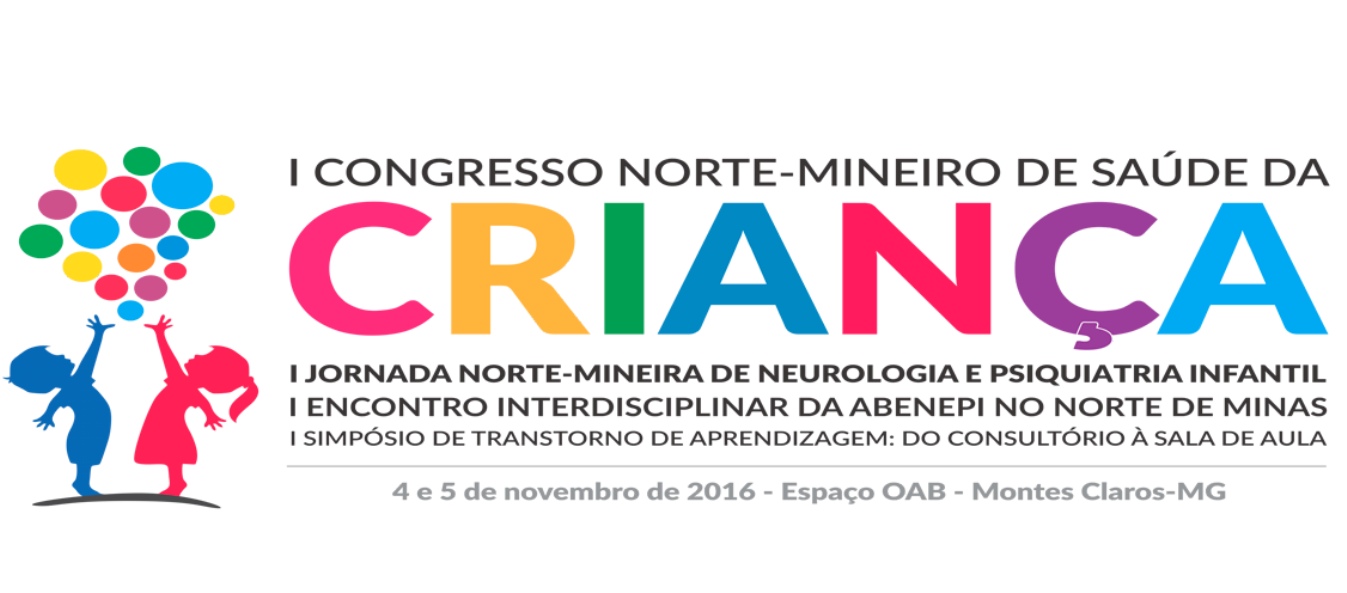 I CONGRESSO NORTE-MINEIRO DE SAÚDE DA
CRIANÇA
I JORNADA NORTE-MINEIRA DE NEUROLOGIA E PSIQUIATRIA INFANTIL
I ENCONTRO INTERDISCIPLINAR DA ABENEPI NO NORTE DE MINAS
I SIMPÓSIO DE TRANSTORNO DE APRENDIZAGEM: DO CONSULTÓRIO À SALA DE AULA
4 e 5 de novembro de 2016 - Espaço OAB - Montes Claros-MG